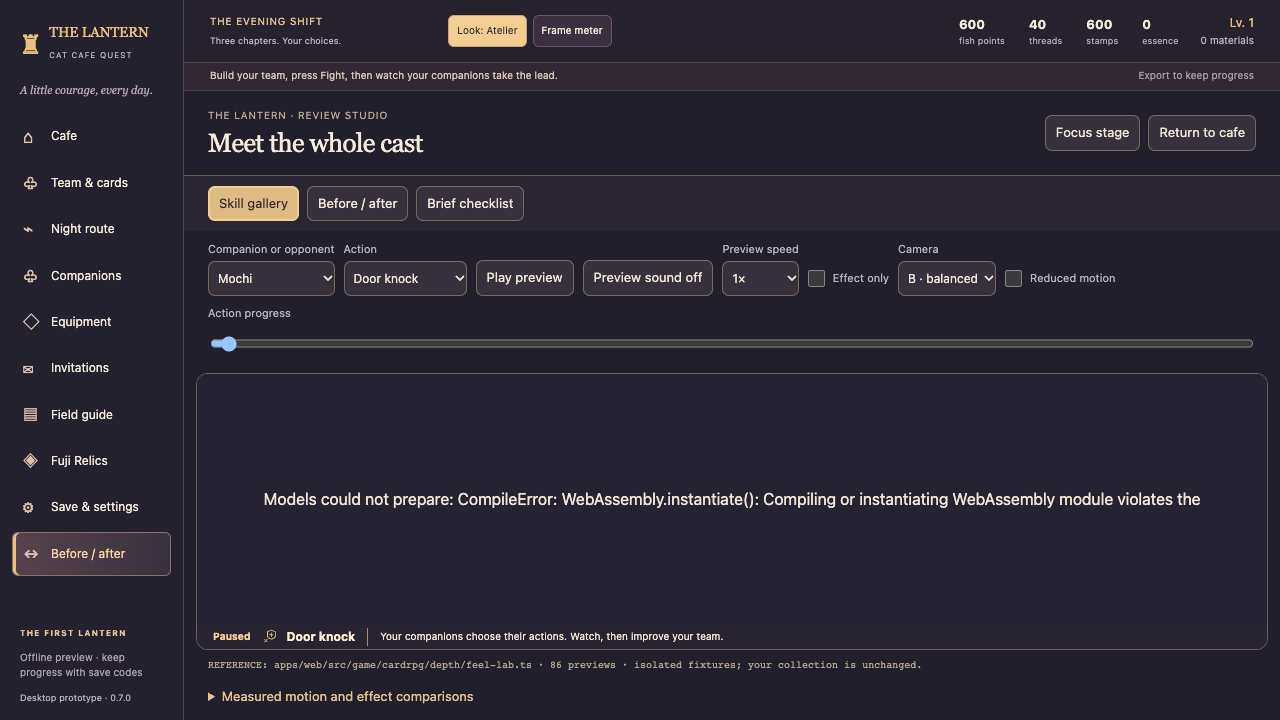 THE LANTERN
CAT CAFE QUEST
A little courage, every day.
Cafe
Team & cards
Night route
Companions
Equipment
Invitations
Field guide
Fuji Relics
Save & settings
Before / after
THE FIRST LANTERN
Offline preview · keep
progress with save codes
Desktop prototype · 0.7.0
THE EVENING SHIFT
Three chapters. Your choices.
Look: Atelier
Frame meter
600
fish points
40
threads
600
stamps
0
essence
Lv. 1
0 materials
Build your team, press Fight, then watch your companions take the lead.
Export to keep progress
THE LANTERN · REVIEW STUDIO
Meet the whole cast
Focus stage
Return to cafe
Skill gallery
Before / after
Brief checklist
Companion or opponent
Mochi
Action
Door knock
Play preview
Preview sound off
Preview speed
1×
Effect only
Camera
B · balanced
Reduced motion
Action progress
Models could not prepare: CompileError: WebAssembly.instantiate(): Compiling or instantiating WebAssembly module violates the
Paused
Door knock
Your companions choose their actions. Watch, then improve your team.
REFERENCE: apps/web/src/game/cardrpg/depth/feel-lab.ts · 86 previews · isolated fixtures; your collection is unchanged.
Measured motion and effect comparisons